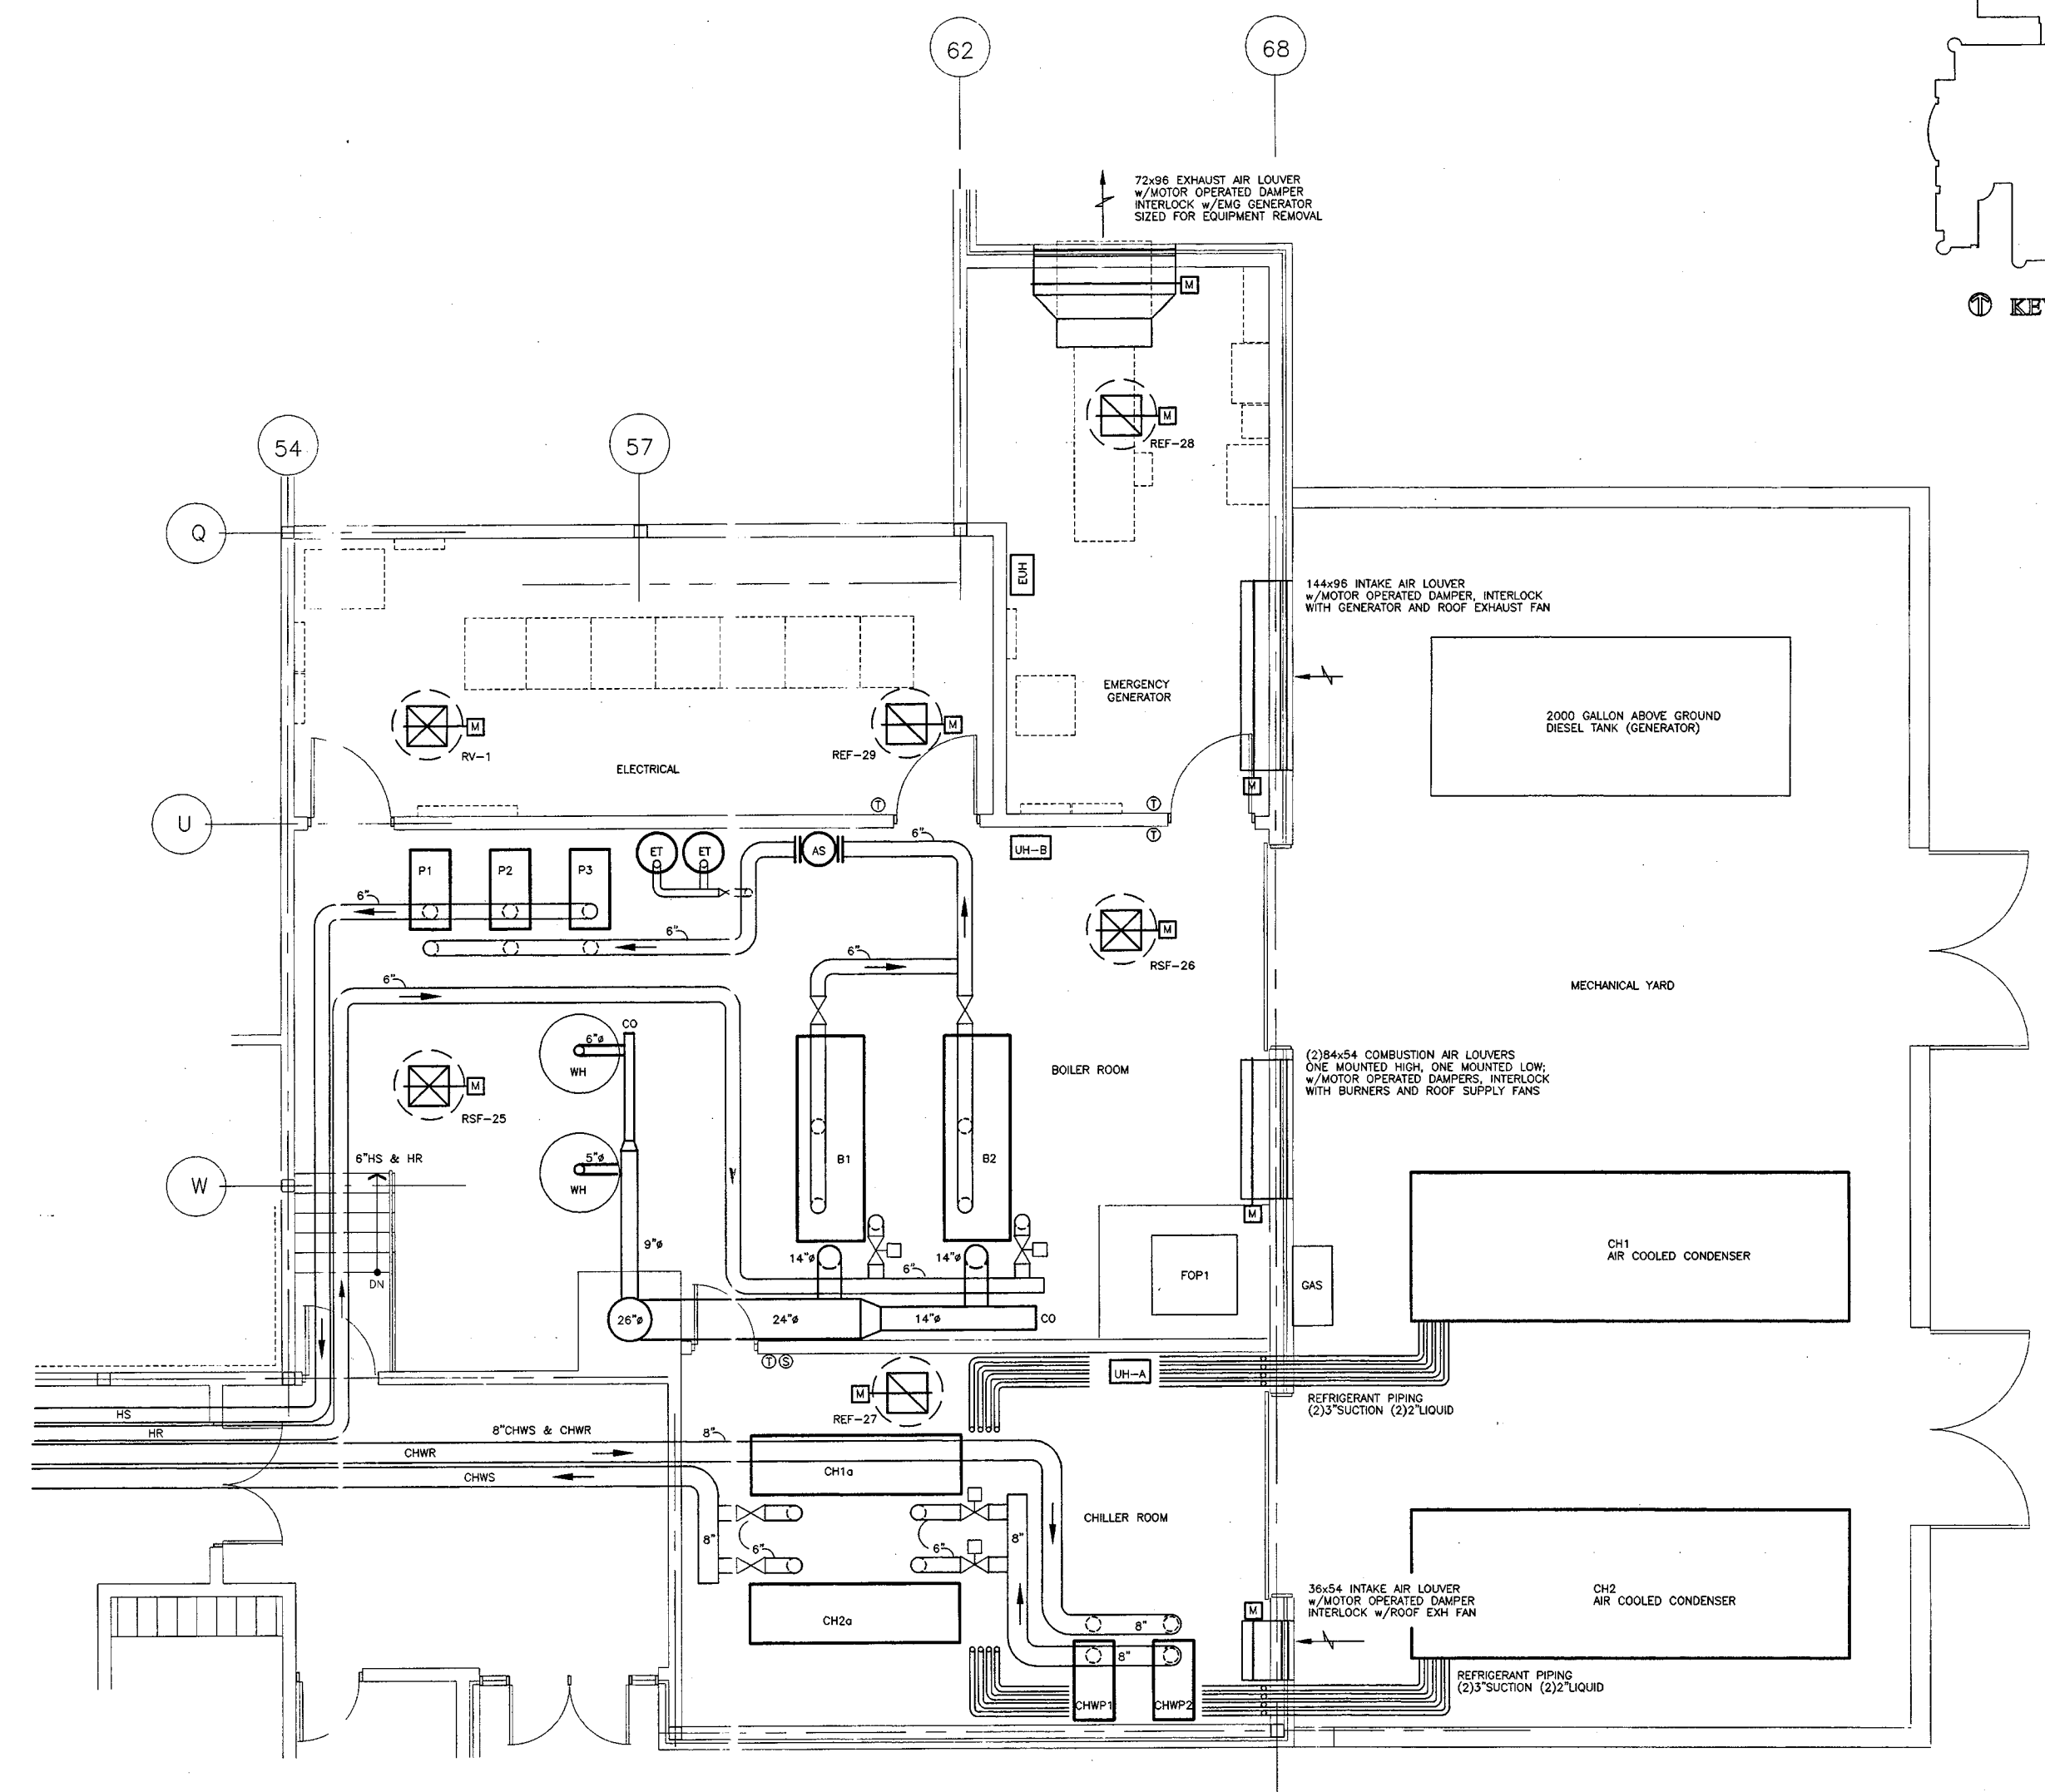 62
68
72x96 EXHAUST AIR LOUVER
w/MOTOR OPERATED DAMPER
INTERLOCK w/EMG GENERATOR
SIZED FOR EQUIPMENT REMOVAL
M
KEY
54
57
M
REF-28
Q
EUH
144x96 INTAKE AIR LOUVER
w/MOTOR OPERATED DAMPER, INTERLOCK
WITH GENERATOR AND ROOF EXHAUST FAN
EMERGENCY
GENERATOR
2000 GALLON ABOVE GROUND
DIESEL TANK (GENERATOR)
M
RV-1
REF-29
M
ELECTRICAL
M
U
T
T
T
ET
ET
AS
6"
UH-B
P1
P2
P3
6"
6"
M
RSF-26
6"
6"
MECHANICAL YARD
CO
6"ø
WH
BOILER ROOM
(2)84x54 COMBUSTION AIR LOUVERS
ONE MOUNTED HIGH, ONE MOUNTED LOW;
w/MOTOR OPERATED DAMPERS, INTERLOCK
WITH BURNERS AND ROOF SUPPLY FANS
M
RSF-25
6"HS & HR
5"ø
WH
B1
B2
W
M
9"ø
14"ø
14"ø
6"
DN
FOP1
GAS
CH1
AIR COOLED CONDENSER
26"ø
24"ø
14"ø
CO
T S
UH-A
M
REF-27
REFRIGERANT PIPING
(2)3"SUCTION (2)2"LIQUID
HS
HR
8"CHWS & CHWR
8"
CHWR
CHWS
CH1a
8"
8"
6"
6"
CHILLER ROOM
CH2a
36x54 INTAKE AIR LOUVER
w/MOTOR OPERATED DAMPER
INTERLOCK w/ROOF EXH FAN
M
CH2
AIR COOLED CONDENSER
8"
8"
CHWP1
CHWP2
REFRIGERANT PIPING
(2)3"SUCTION (2)2"LIQUID